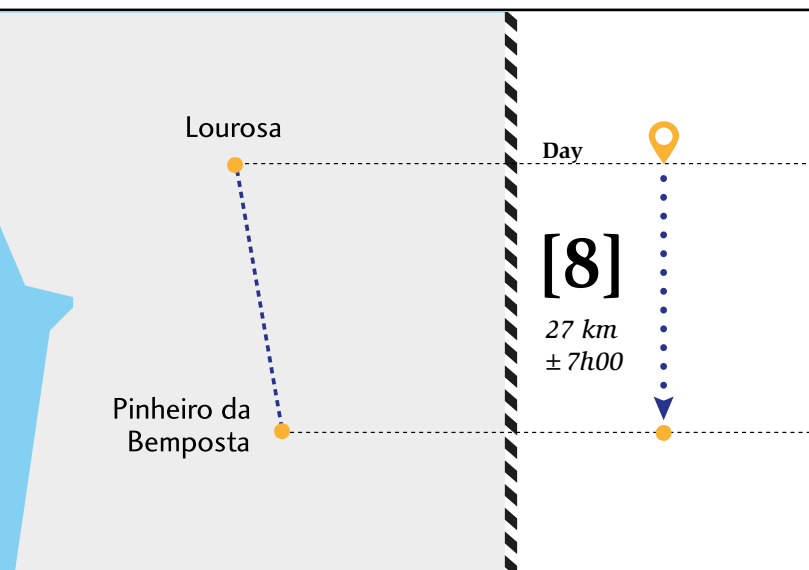 Lourosa
Day
[8]
27 km
± 7h00
Pinheiro da
Bemposta